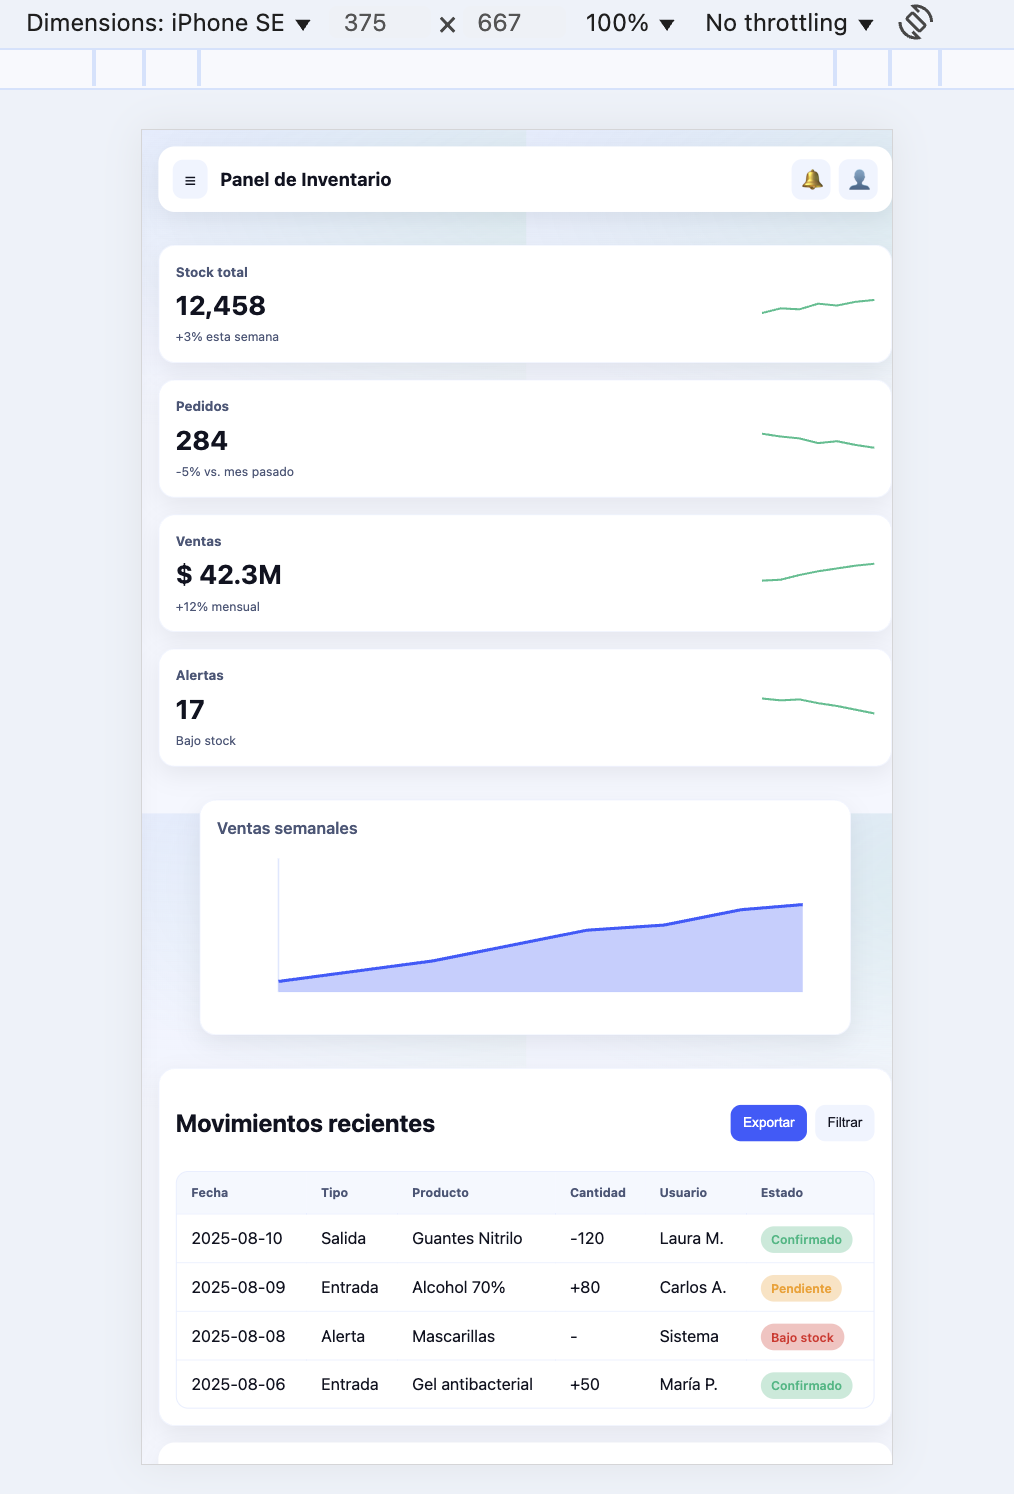 Dimensions: iPhone SE ▼ 375 × 667 100% ▼ No throttling ▼
≡ Panel de Inventario
Stock total
12,458
+3% esta semana
Pedidos
284
-5% vs. mes pasado
Ventas
$ 42.3M
+12% mensual
Alertas
17
Bajo stock
Ventas semanales
Movimientos recientes Exportar Filtrar
Fecha Tipo Producto Cantidad Usuario Estado
2025-08-10 Salida Guantes Nitrilo -120 Laura M. Confirmado
2025-08-09 Entrada Alcohol 70% +80 Carlos A. Pendiente
2025-08-08 Alerta Mascarillas - Sistema Bajo stock
2025-08-06 Entrada Gel antibacterial +50 María P. Confirmado